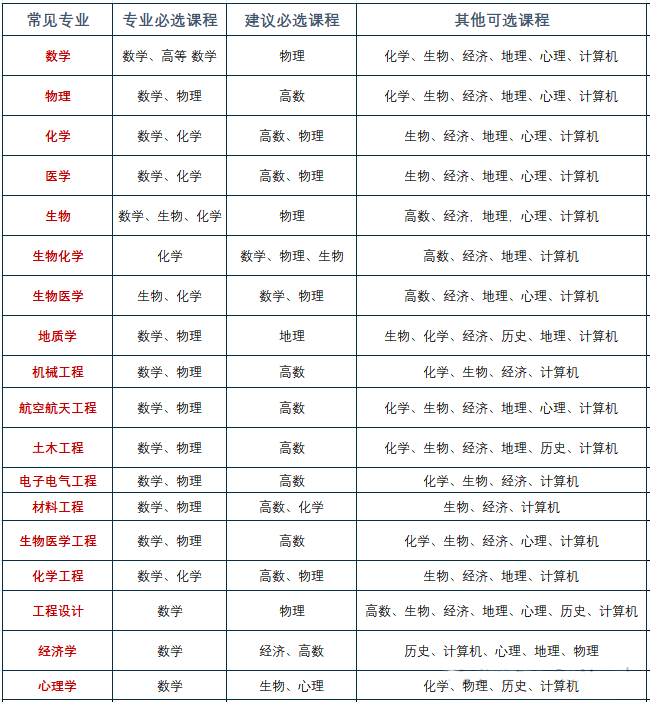 常见专业 专业必选课程 建议必选课程 其他可选课程
数学 数学、高等 数学 物理 化学、生物、经济、地理、心理、计算机
物理 数学、物理 高数 化学、生物、经济、地理、心理、计算机
化学 数学、化学 高数、物理 生物、经济、地理、心理、计算机
医学 数学、化学 高数、物理 生物、经济、地理、心理、计算机
生物 数学、生物、化学 物理 高数、经济，地理，心理、计算机
生物化学 化学 数学、物理、生物 高数、经济、地理、计算机
生物医学 生物、化学 数学、物理 高数、经济、地理、心理、计算机
地质学 数学、物理 地理 生物、化学、经济、历史、地理、计算机
机械工程 数学、物理 高数 化学、生物、经济、计算机
航空航天工程 数学、物理 高数 化学、生物、经济、地理、心理、计算机
土木工程 数学、物理 高数 化学、生物、经济、地理、历史、计算机
电子电气工程 数学、物理 高数 化学、生物、经济、计算机
材料工程 数学、物理 高数、化学 生物、经济、计算机
生物医学工程 数学、物理 高数 化学、生物、经济、心理、计算机
化学工程 数学、化学 高数、物理 生物、经济、地理、计算机
工程设计 数学 物理 高数、生物、经济、地理、心理、历史、计算机
经济学 数学 经济、高数 历史、计算机、心理、地理、物理
心理学 数学 生物、心理 化学、物理、历史、计算机